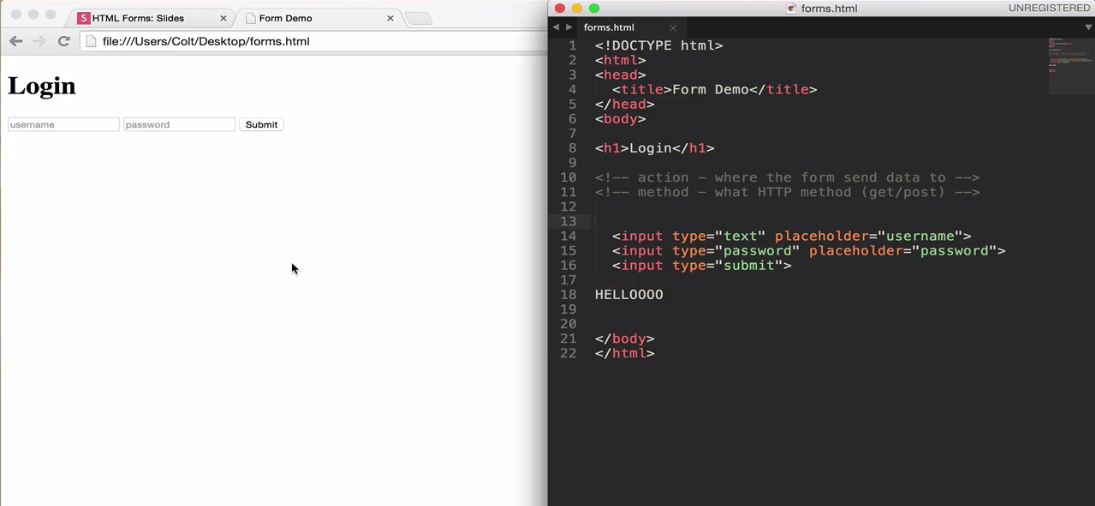 HTML Forms: Slides
Form Demo
file:///Users/Colt/Desktop/forms.html
Login
username password Submit
forms.html
UNREGISTERED
forms.html
1 <!DOCTYPE html>
2 <html>
3 <head>
4 <title>Form Demo</title>
5 </head>
6 <body>
7
8 <h1>Login</h1>
9
10 <!-- action - where the form send data to -->
11 <!-- method - what HTTP method (get/post) -->
12
13
14 <input type="text" placeholder="username">
15 <input type="password" placeholder="password">
16 <input type="submit">
17
18 HELLOOOO
19
20
21 </body>
22 </html>